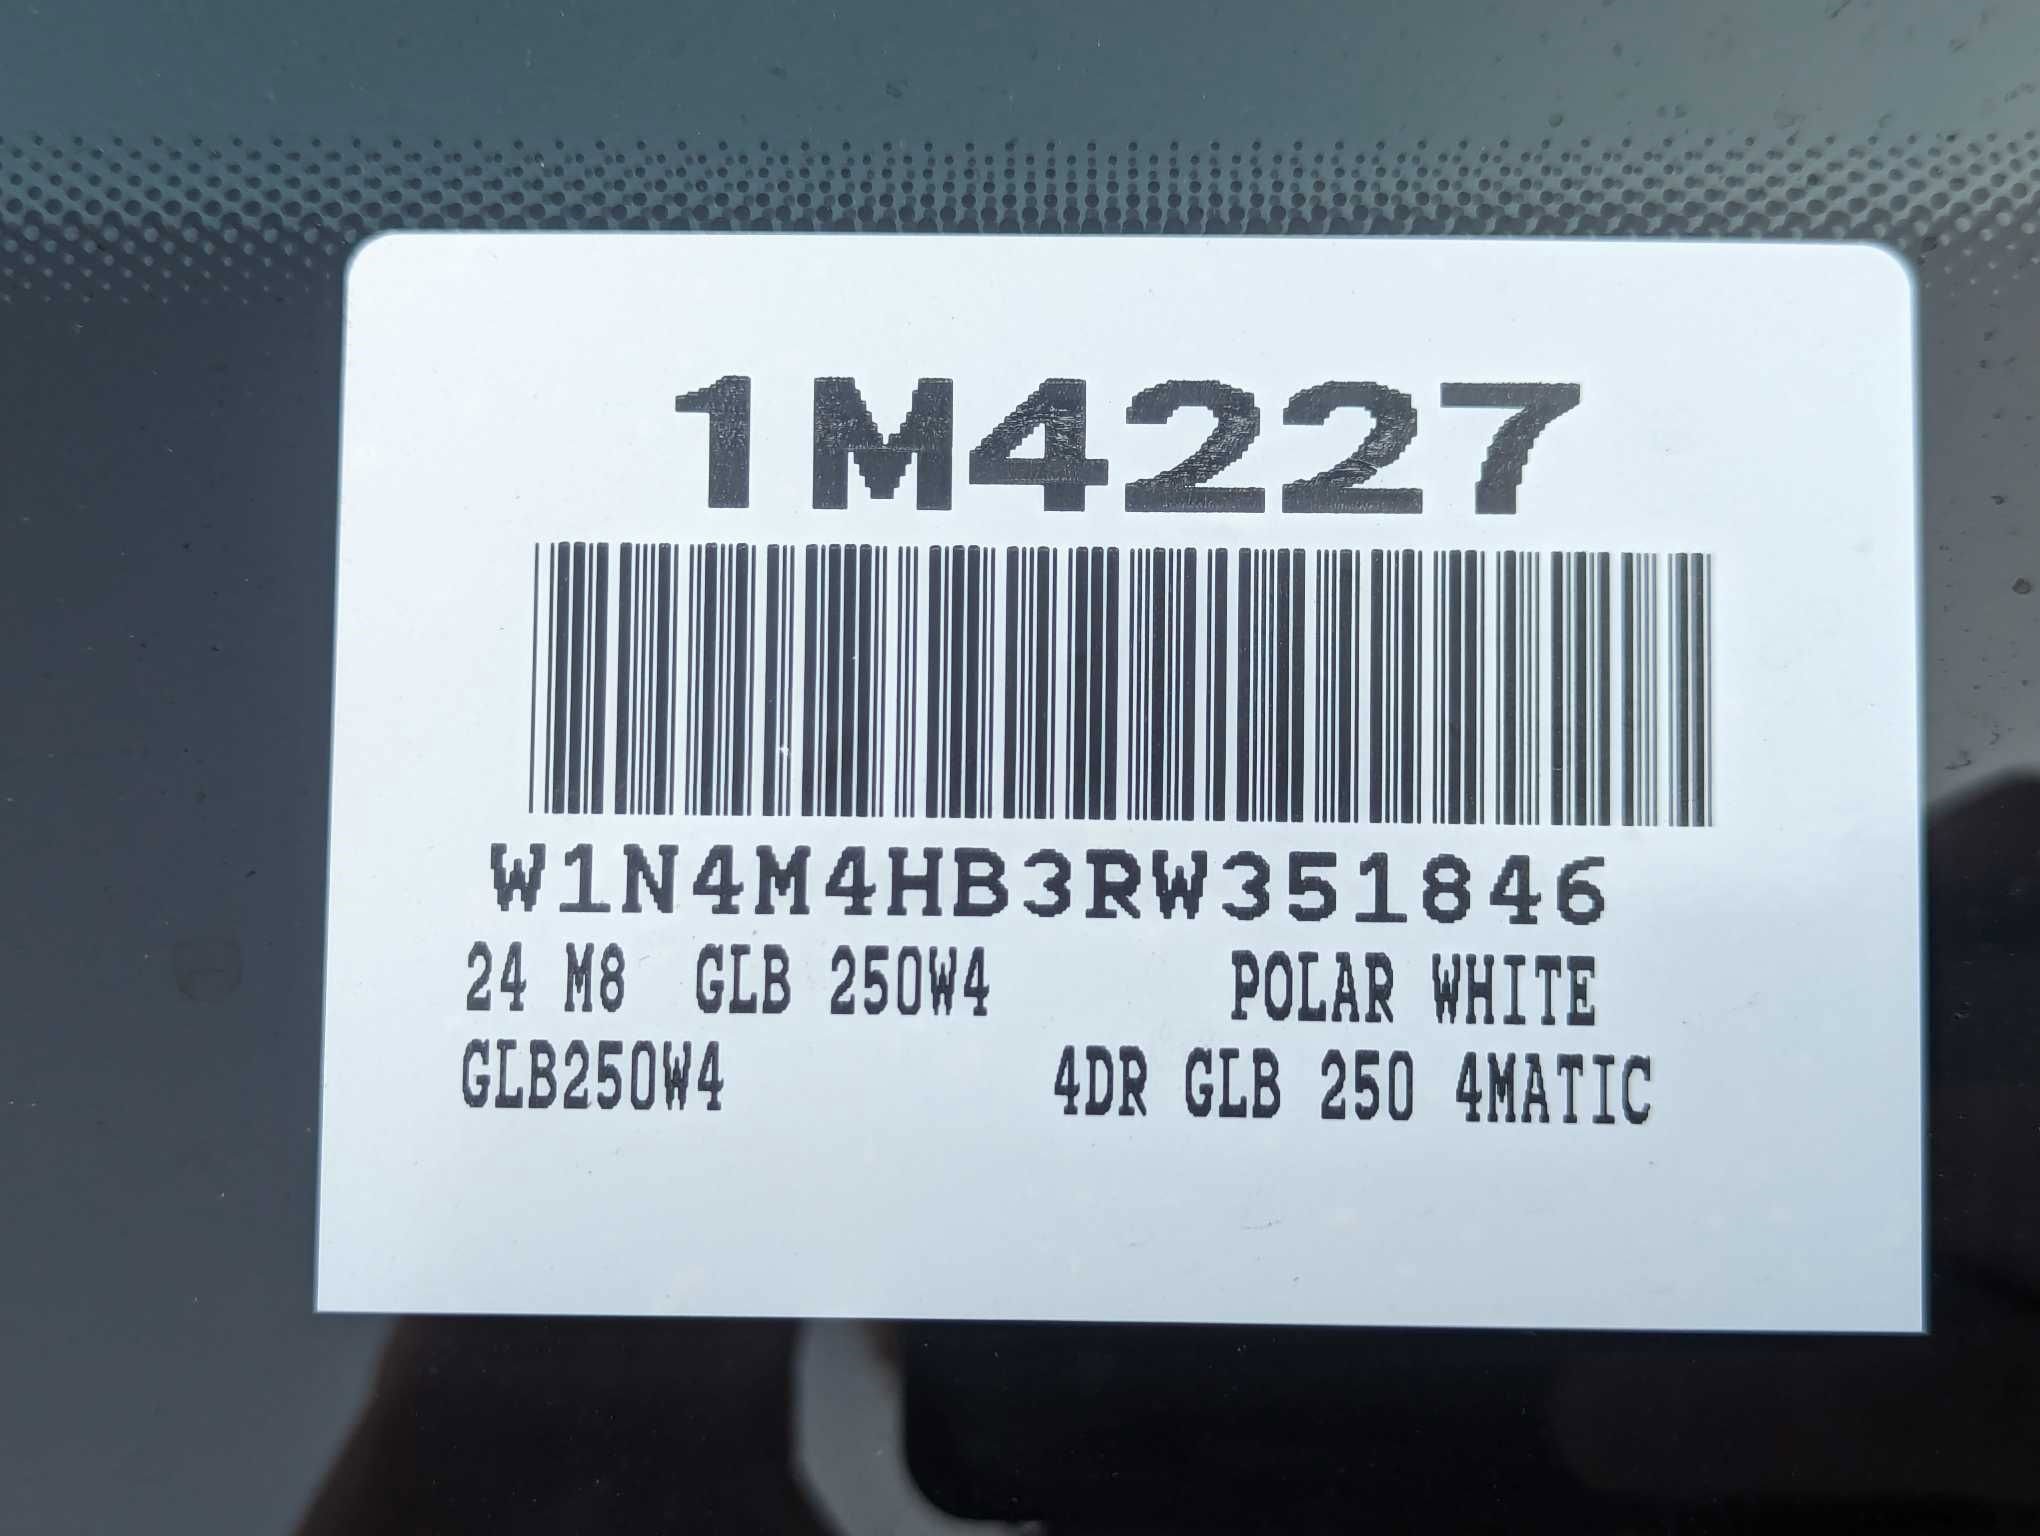 1M4227
W1N4M4HB3RW351846
24 M8 GLB 250W4 POLAR WHITE
GLB250W4 4DR GLB 250 4MATIC